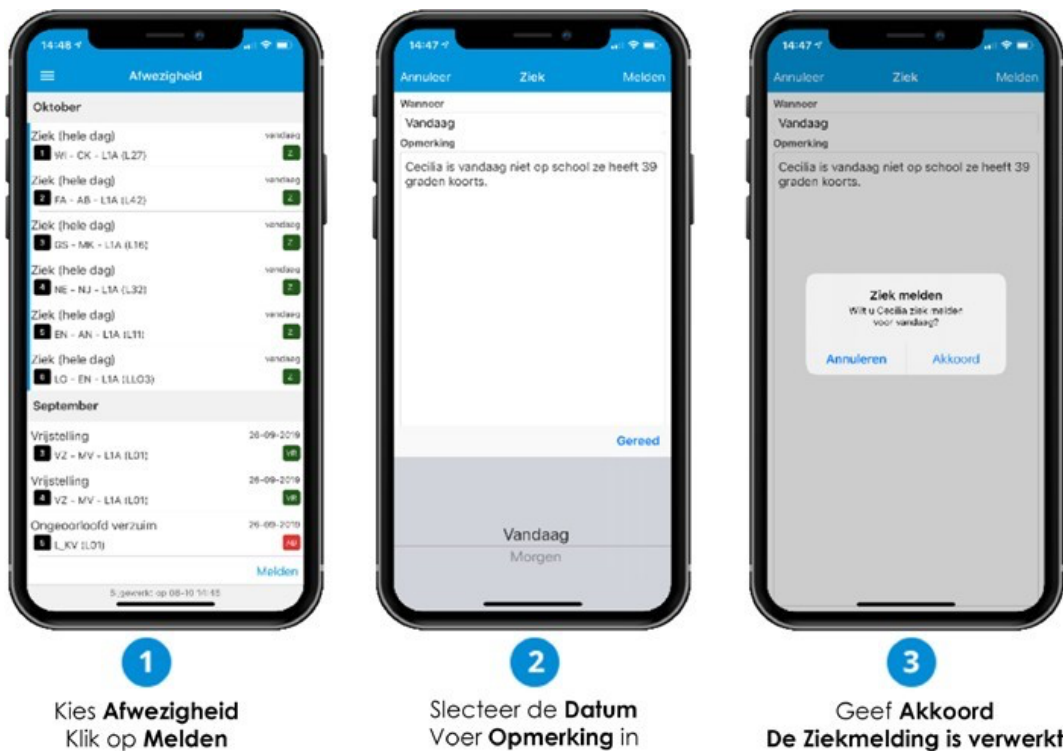 14:48
Afwezigheid
Oktober
Ziek (hele dag) vandaag
1 WI - CK - L1A (L27) Z
Ziek (hele dag) vandaag
2 FA - AB - L1A (L42) Z
Ziek (hele dag) vandaag
3 GS - MK - L1A (L16) Z
Ziek (hele dag) vandaag
4 NE - NJ - L1A (L32) Z
Ziek (hele dag) vandaag
5 EN - AN - L1A (L11) Z
Ziek (hele dag) vandaag
6 LO - EN - L1A (LLO3) Z
September
Vrijstelling 26-09-2019
3 VZ - MV - L1A (L01) VR
Vrijstelling 26-09-2019
4 VZ - MV - L1A (L01) VR
Ongeoorloofd verzuim 26-09-2019
5 L_KV (L01) AO
Melden
Bijgewerkt op 08-10 14:48
1
Kies Afwezigheid
Klik op Melden
14:47
Annuleer Ziek Melden
Wanneer
Vandaag
Opmerking
Cecilia is vandaag niet op school ze heeft 39
graden koorts.
Gereed
Vandaag
Morgen
2
Slecteer de Datum
Voer Opmerking in
14:47
Annuleer Ziek Melden
Wanneer
Vandaag
Opmerking
Cecilia is vandaag niet op school ze heeft 39
graden koorts.
Ziek melden
Wilt u Cecilia ziek melden
voor vandaag?
Annuleren Akkoord
3
Geef Akkoord
De Ziekmelding is verwerkt